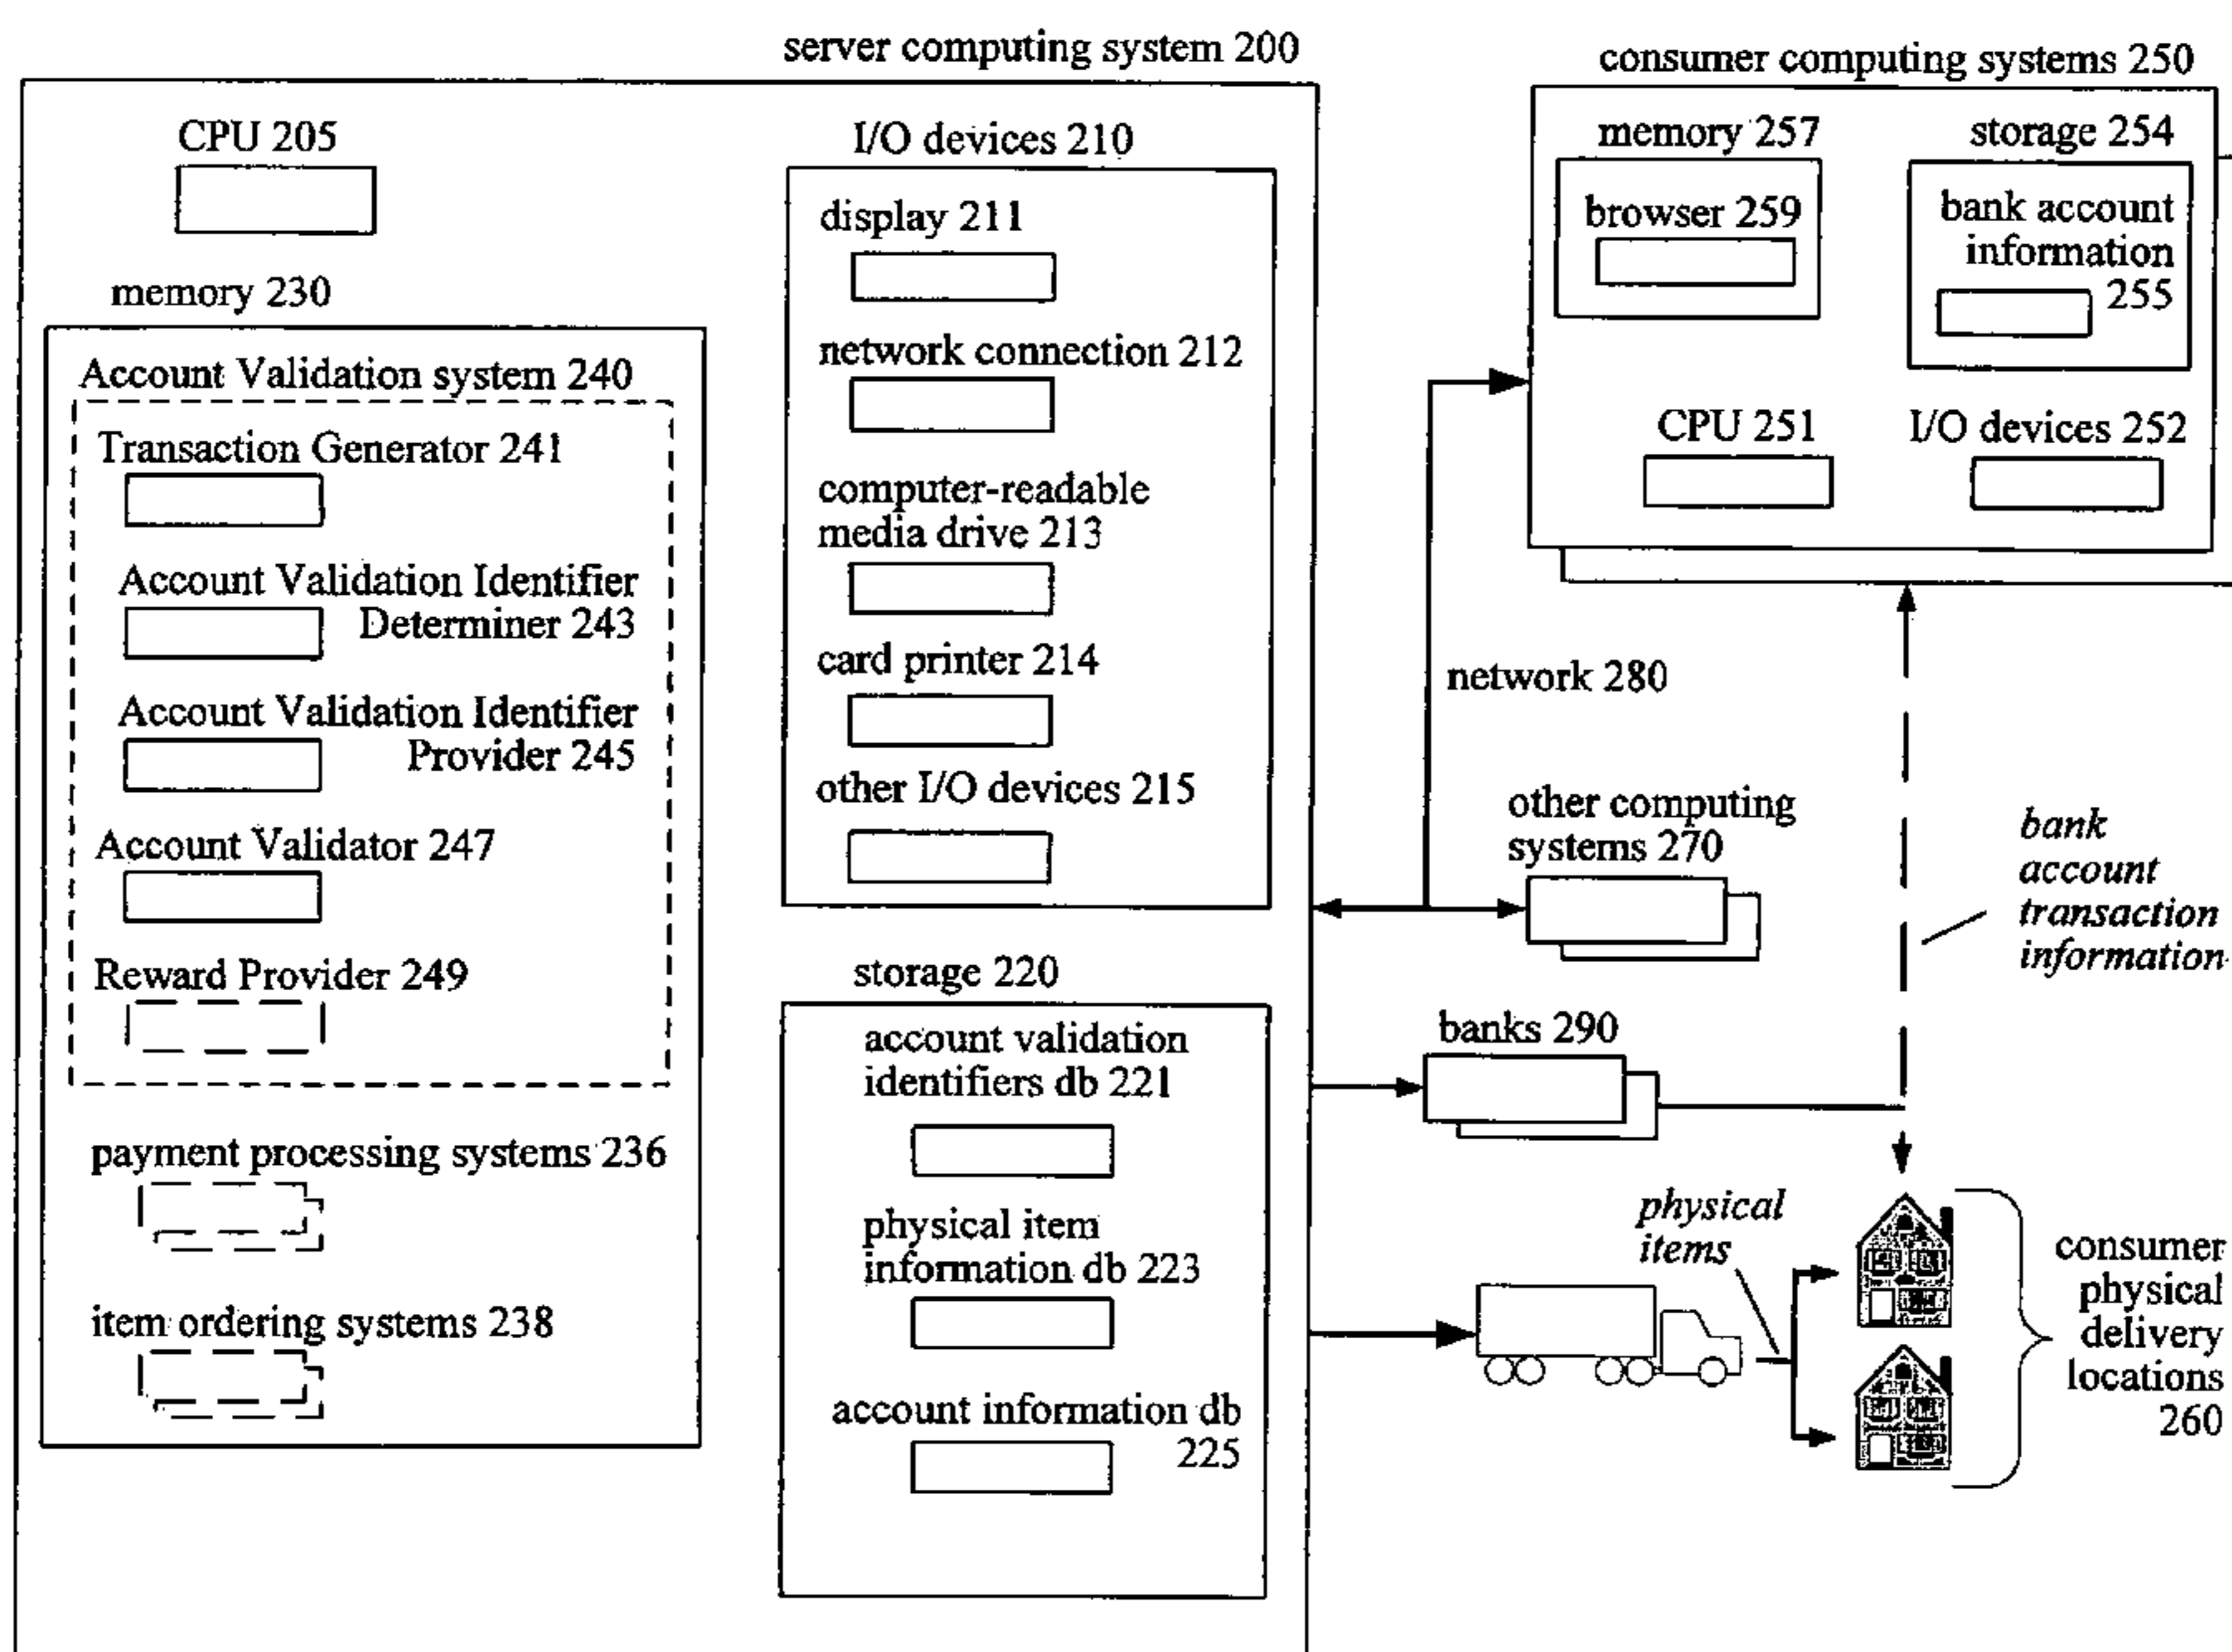 server computing system 200
CPU 205
memory 230
Account Validation system 240
Transaction Generator 241
Account Validation Identifier
Determiner 243
Account Validation Identifier
Provider 245
Account Validator 247
Reward Provider 249
payment processing systems 236
item ordering systems 238
I/O devices 210
display 211
network connection 212
computer-readable
media drive 213
card printer 214
other I/O devices 215
storage 220
account validation
identifiers db 221
physical item
information db 223
account information db
225
consumer computing systems 250
memory 257
browser 259
storage 254
bank account
information
255
CPU 251
I/O devices 252
network 280
other computing
systems 270
bank
account
transaction
information
banks 290
physical
items
consumer
physical
delivery
locations
260